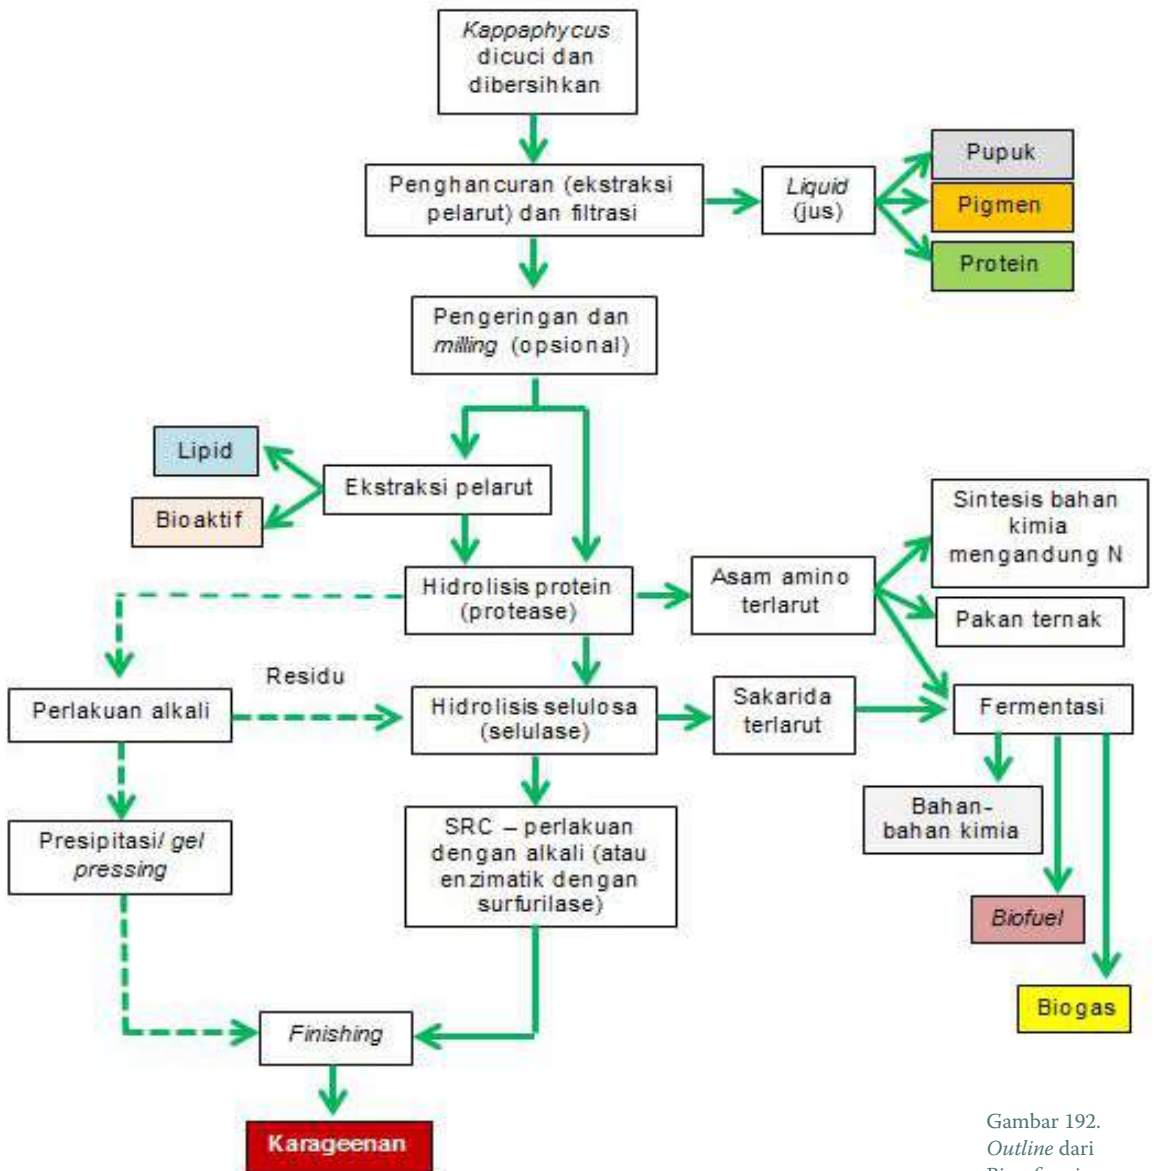 Kappaphycus
dicuci dan
dibersihkan
Penghancuran (ekstraksi
pelarut) dan filtrasi
Liquid
(jus)
Pupuk
Pigmen
Protein
Pengeringan dan
milling (opsional)
Lipid
Bioaktif
Ekstraksi pelarut
Hidrolisis protein
(protease)
Asam amino
terlarut
Sintesis bahan
kimia
mengandung N
Pakan ternak
Residu
Perlakuan alkali
Hidrolisis selulosa
(selulase)
Sakarida
terlarut
Fermentasi
Presipitasi/ gel
pressing
SRC – perlakuan
dengan alkali (atau
enzimatik dengan
surfurilase)
Bahan-
bahan kimia
Biofuel
Biogas
Finishing
Karageenan
Gambar 192.
Outline dari